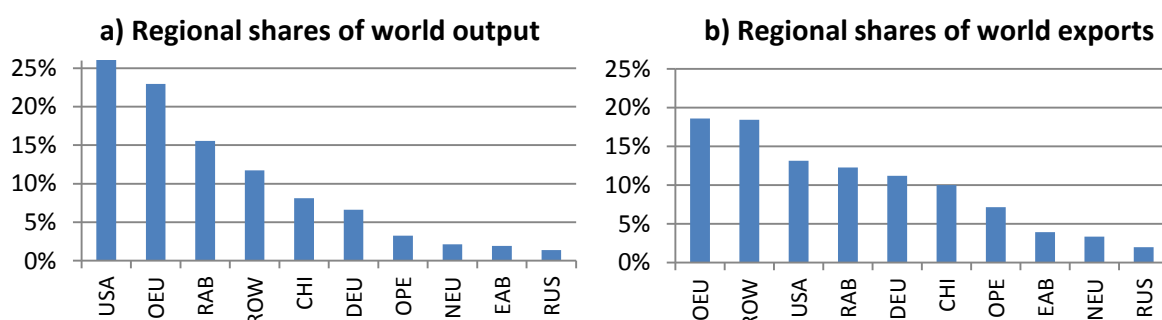 a) Regional shares of world output
25%
20%
15%
10%
5%
0%
USA
OEU
RAB
ROW
CHI
DEU
OPE
NEU
EAB
RUS
b) Regional shares of world exports
25%
20%
15%
10%
5%
0%
OEU
ROW
USA
RAB
DEU
CHI
OPE
EAB
NEU
RUS